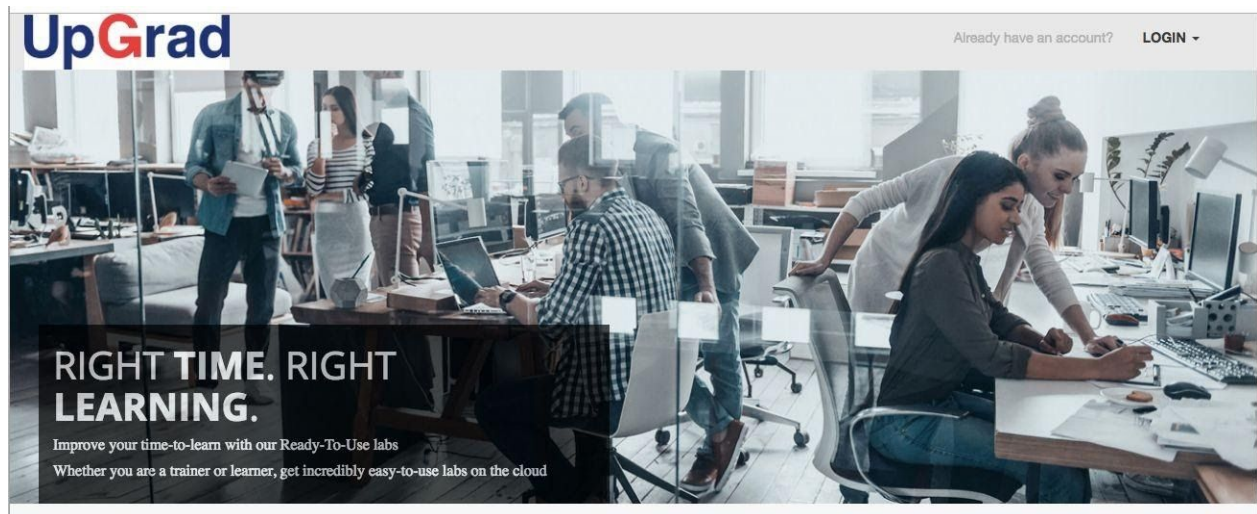 UpGrad
Already have an account? LOGIN
RIGHT TIME. RIGHT
LEARNING.
Improve your time-to-learn with our Ready-To-Use labs
Whether you are a trainer or learner, get incredibly easy-to-use labs on the cloud